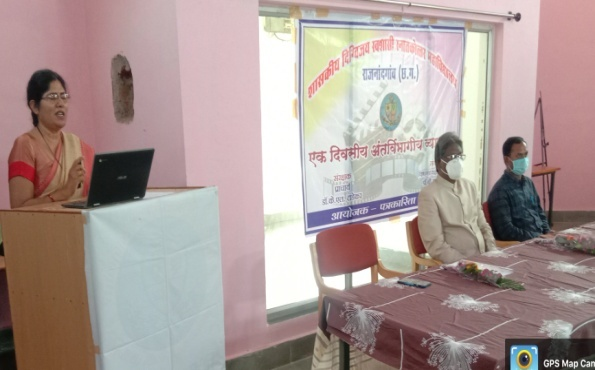 शासकीय दिग्विजय स्वशासी स्नातकोत्तर महाविद्यालय
राजनांदगाँव (छ.ग.)
एक दिवसीय अंतर्विभागीय
संरक्षक
प्राचार्य
डॉ. के.एल.
आयोजक - पत्रकारिता
GPS Map Cam